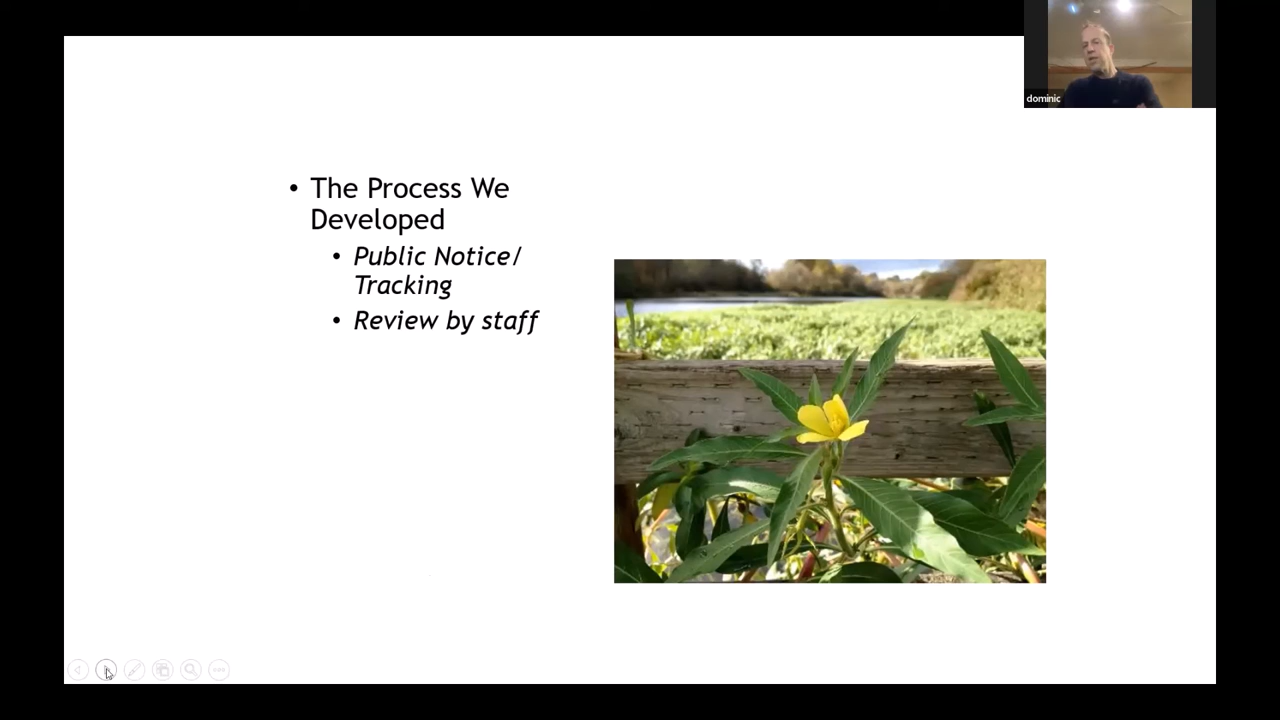 dominic
• The Process We
Developed
• Public Notice/
Tracking
• Review by staff